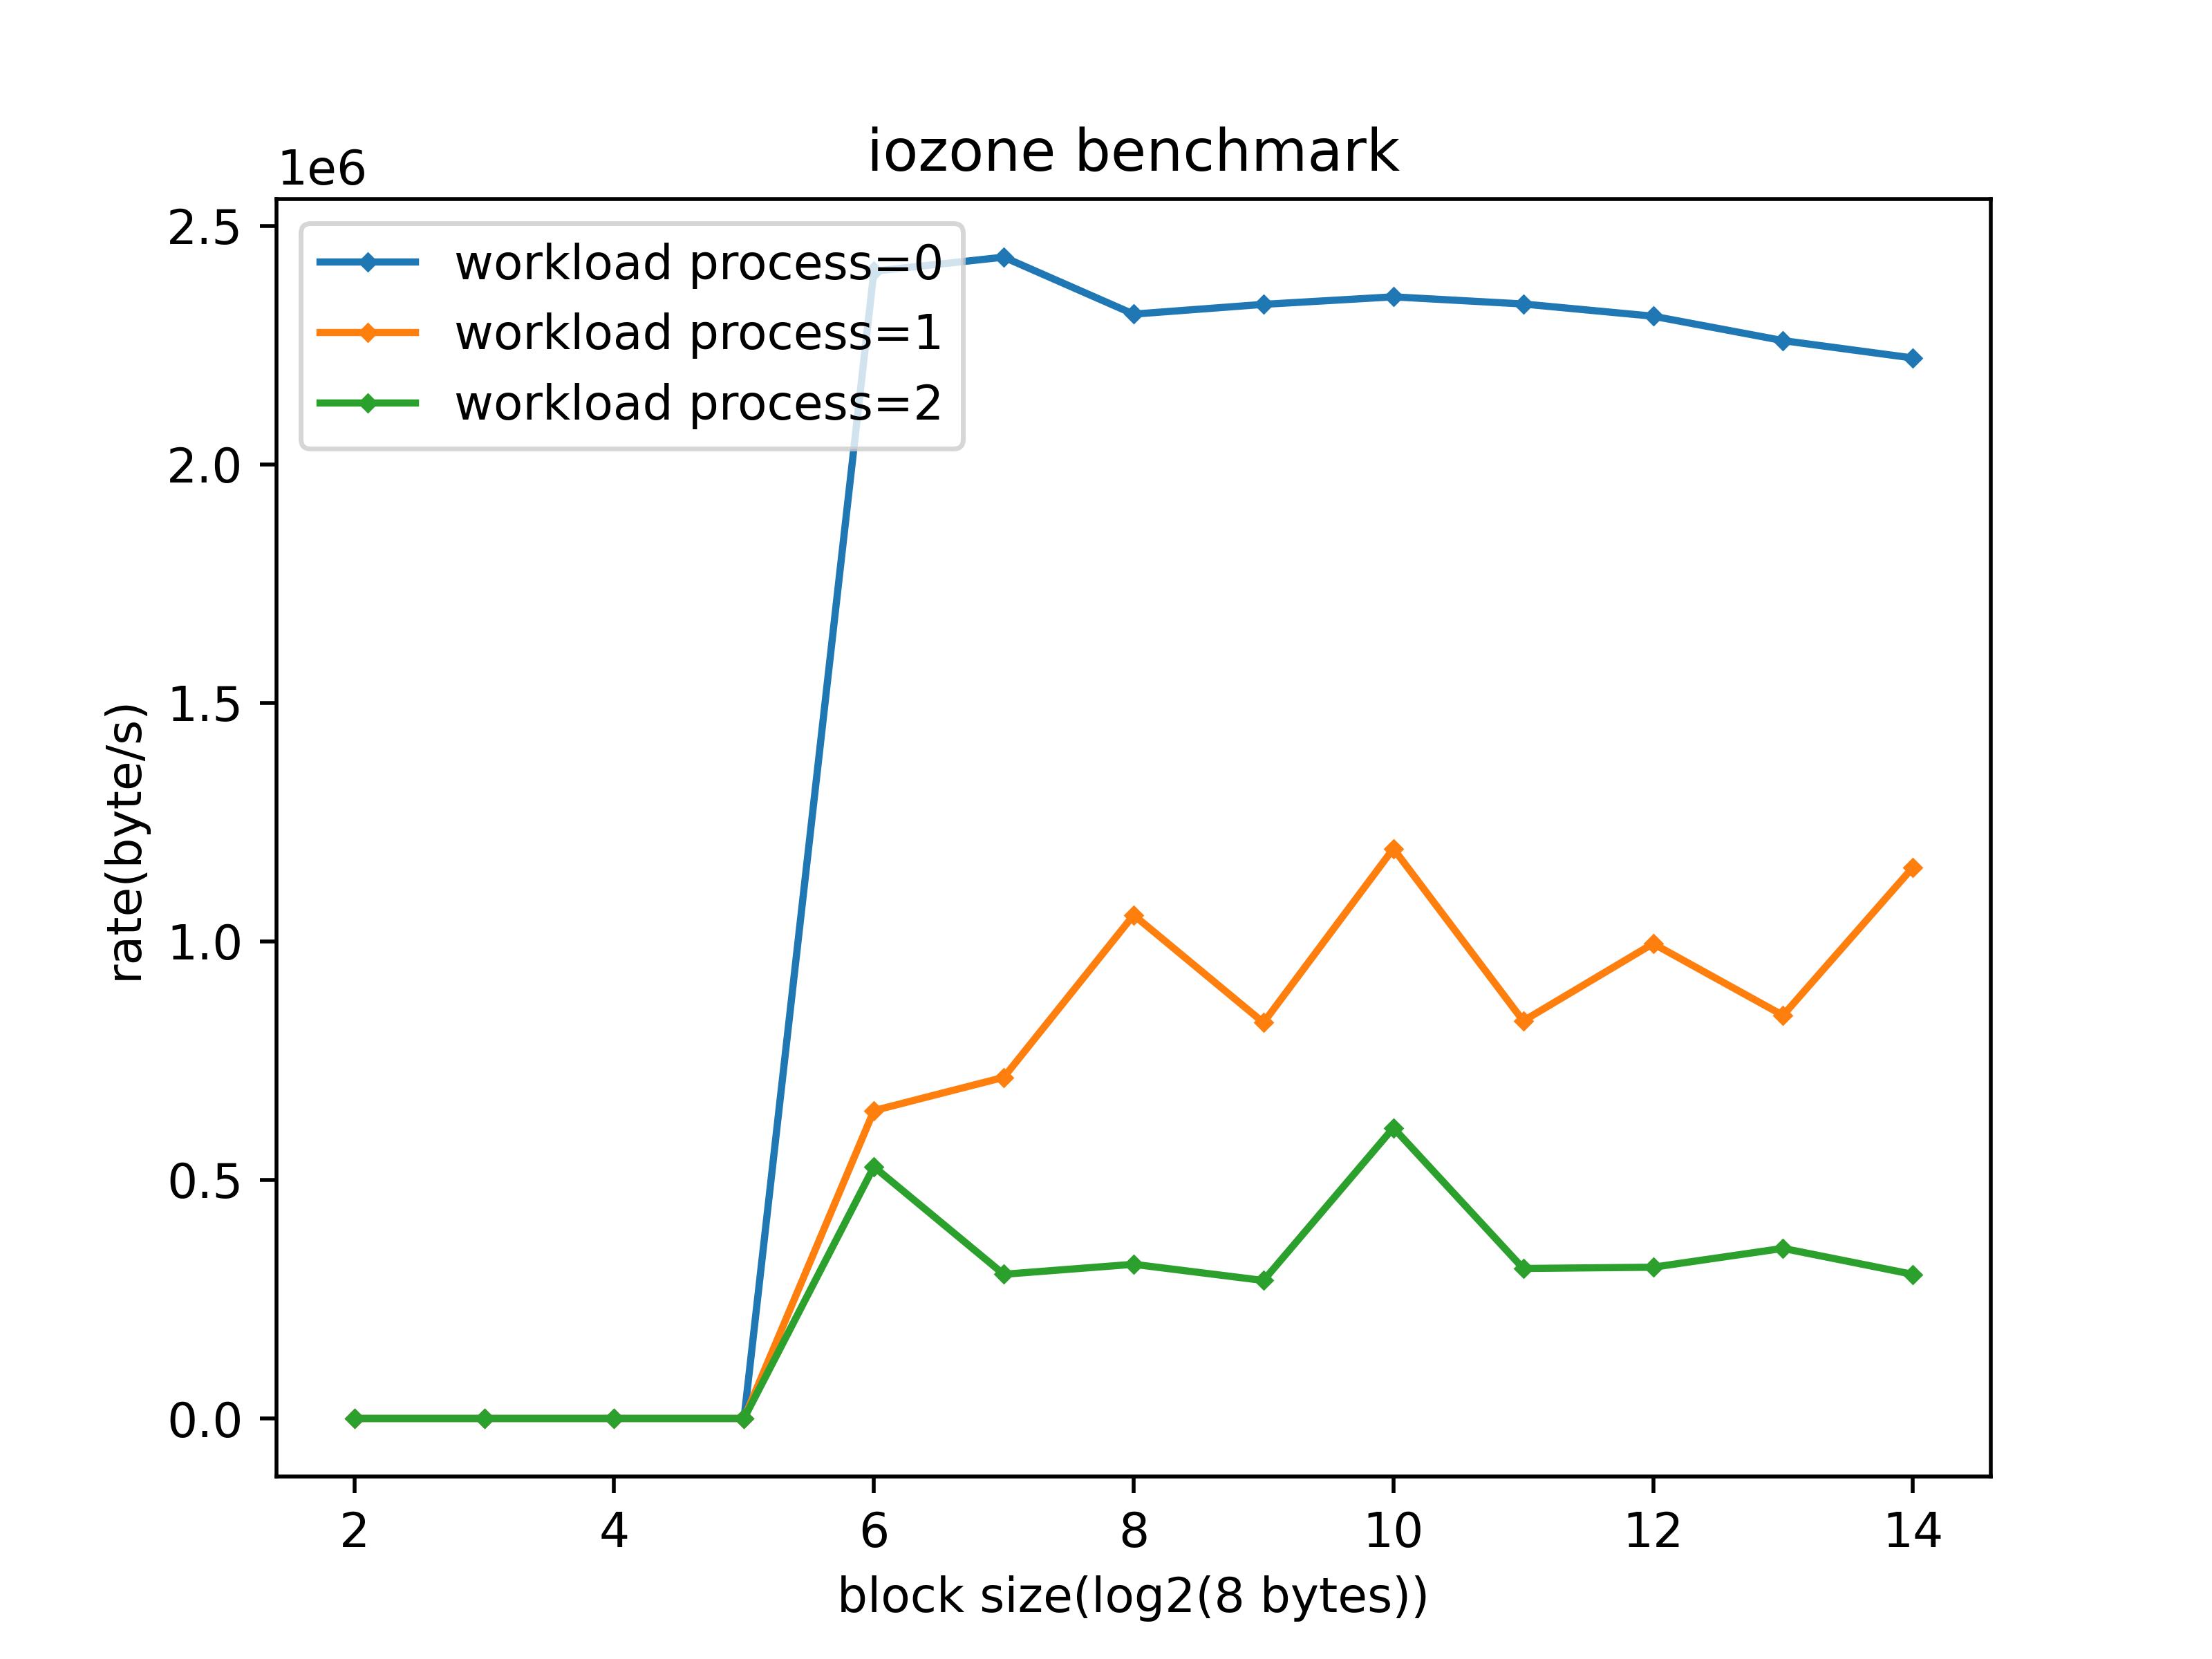 iozone benchmark
1e6
2.5
2.0
1.5
1.0
0.5
0.0
rate(byte/s)
workload process=0
workload process=1
workload process=2
2 4 6 8 10 12 14
block size(log2(8 bytes))